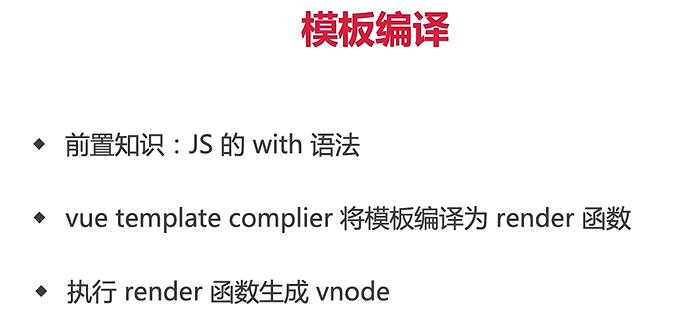 模板编译
◆ 前置知识：JS 的 with 语法
◆ vue template complier 将模板编译为 render 函数
◆ 执行 render 函数生成 vnode